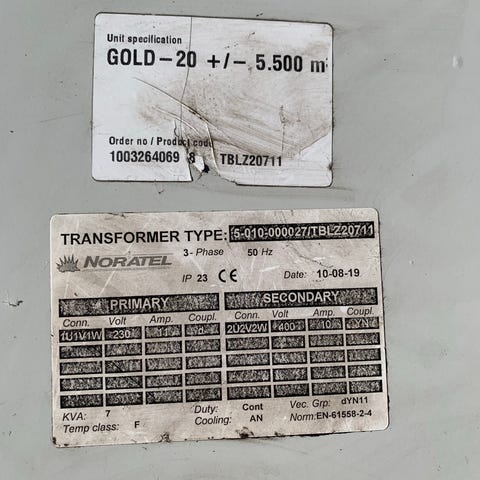 Unit specification
GOLD-20 +/- 5.500 m
Order no / Product code
1003264069 8 TBLZ20711
TRANSFORMER TYPE: 5-010-000027/TBLZ20711
NORATEL 3- Phase 50 Hz
IP 23 CE Date: 10-08-19
PRIMARY SECONDARY
Conn. Volt Amp. Coupl. Conn. Volt Amp. Coupl.
1U1V1W 230 11 d 2U2V2W 400 10 YN
KVA: 7 Duty: Cont Vec. Grp: dYN11
Temp class: F Cooling: AN Norm: EN-61558-2-4